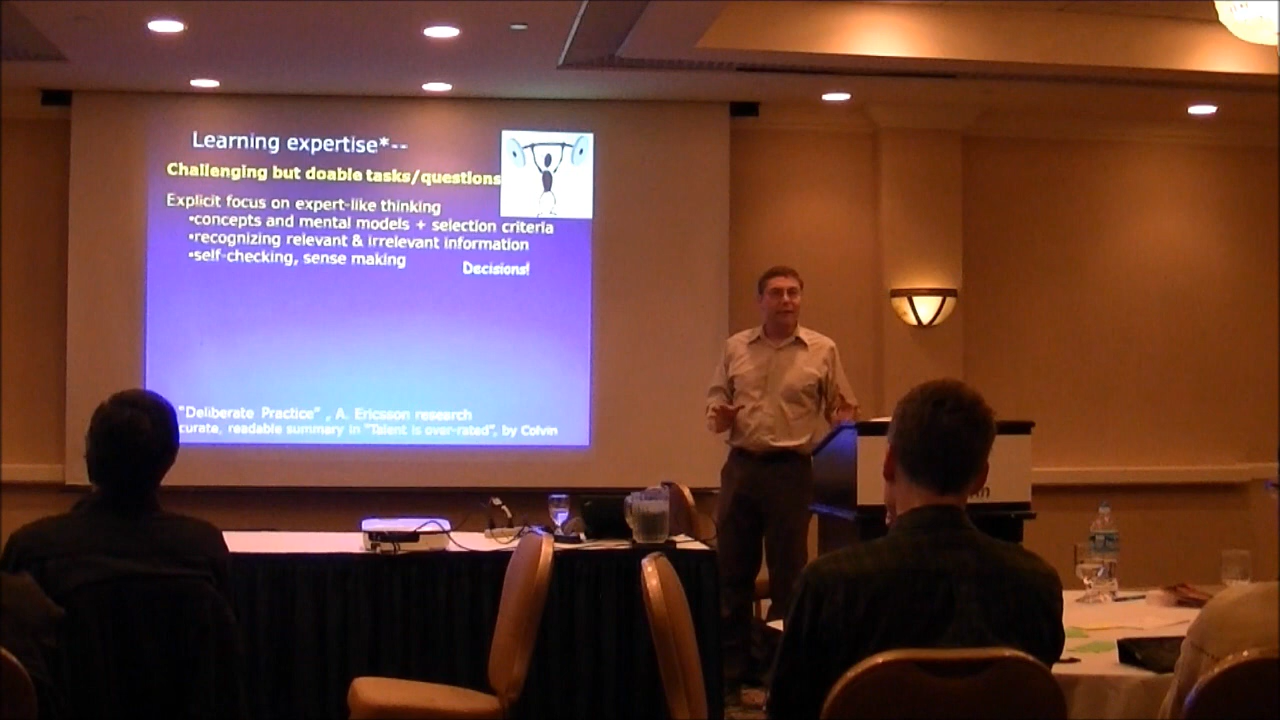 Learning expertise*--
Challenging but doable tasks/questions
Explicit focus on expert-like thinking
•concepts and mental models + selection criteria
•recognizing relevant & irrelevant information
•self-checking, sense making
Decisions!
"Deliberate Practice" , A. Ericsson research
curate, readable summary in "Talent is over-rated", by Colvin